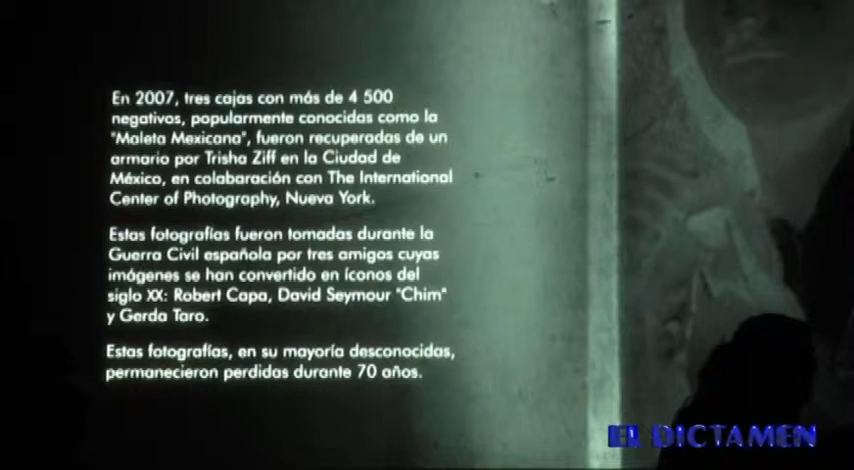 En 2007, tres cajas con más de 4 500
negativos, popularmente conocidas como la
"Maleta Mexicana", fueron recuperadas de un
armario por Trisha Ziff en la Ciudad de
México, en colabaración con The International
Center of Photography, Nueva York.
Estas fotografías fueron tomadas durante la
Guerra Civil española por tres amigos cuyas
imágenes se han convertido en íconos del
siglo XX: Robert Capa, David Seymour "Chim"
y Gerda Taro.
Estas fotografías, en su mayoría desconocidas,
permanecieron perdidas durante 70 años.
EL DICTAMEN